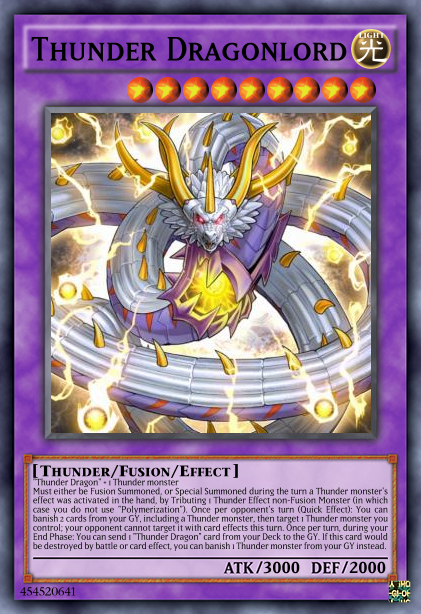 THUNDER DRAGONLORD
LIGHT
光
[THUNDER/FUSION/EFFECT]
"Thunder Dragon" + 1 Thunder monster
Must either be Fusion Summoned, or Special Summoned during the turn a Thunder monster's
effect was activated in the hand, by Tributing 1 Thunder Effect non-Fusion Monster (in which
case you do not use "Polymerization"). Once per opponent's turn (Quick Effect): You can
banish 2 cards from your GY, including a Thunder monster, then target 1 Thunder monster you
control; your opponent cannot target it with card effects this turn. Once per turn, during your
End Phase: You can send 1 "Thunder Dragon" card from your Deck to the GY. If this card would
be destroyed by battle or card effect, you can banish 1 Thunder monster from your GY instead.
ATK/3000 DEF/2000
454520641